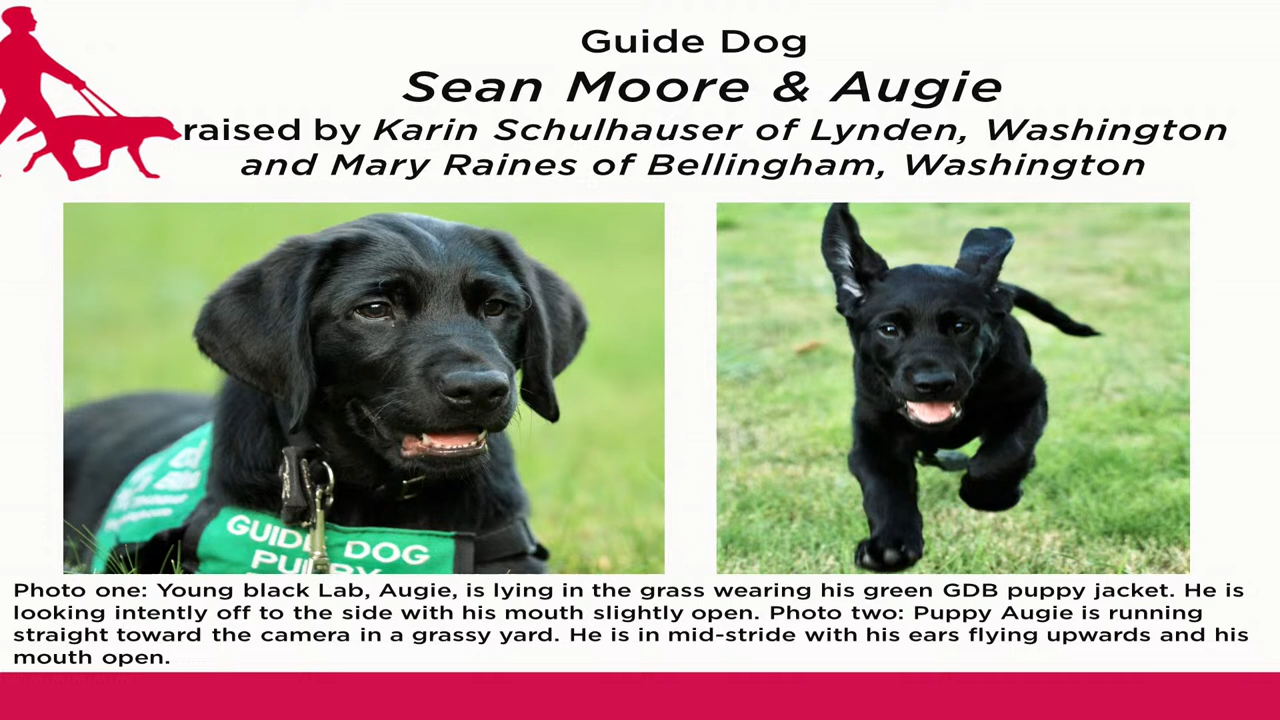 Guide Dog
Sean Moore & Augie
raised by Karin Schulhauser of Lynden, Washington
and Mary Raines of Bellingham, Washington
GUIDE DOG
PUPPY
Photo one: Young black Lab, Augie, is lying in the grass wearing his green GDB puppy jacket. He is
looking intently off to the side with his mouth slightly open. Photo two: Puppy Augie is running
straight toward the camera in a grassy yard. He is in mid-stride with his ears flying upwards and his
mouth open.